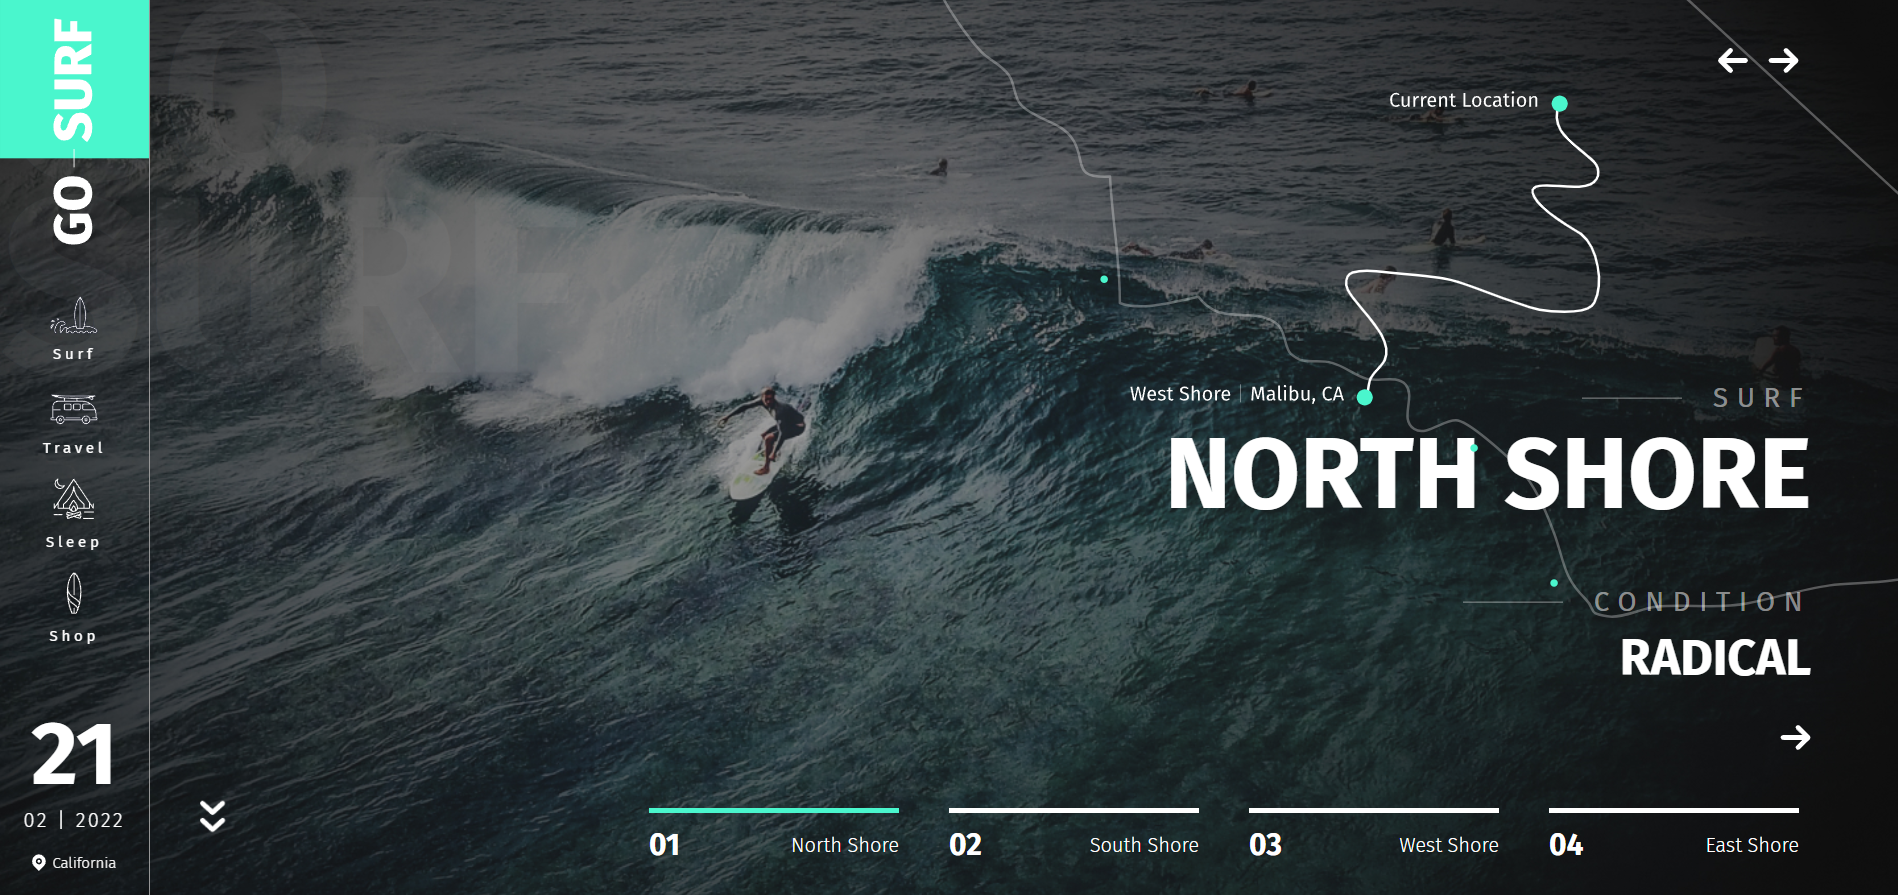 GO SURF
Surf
Travel
Sleep
Shop
21
02 | 2022
California
Current Location
West Shore | Malibu, CA
SURF
NORTH SHORE
CONDITION
RADICAL
01 North Shore
02 South Shore
03 West Shore
04 East Shore